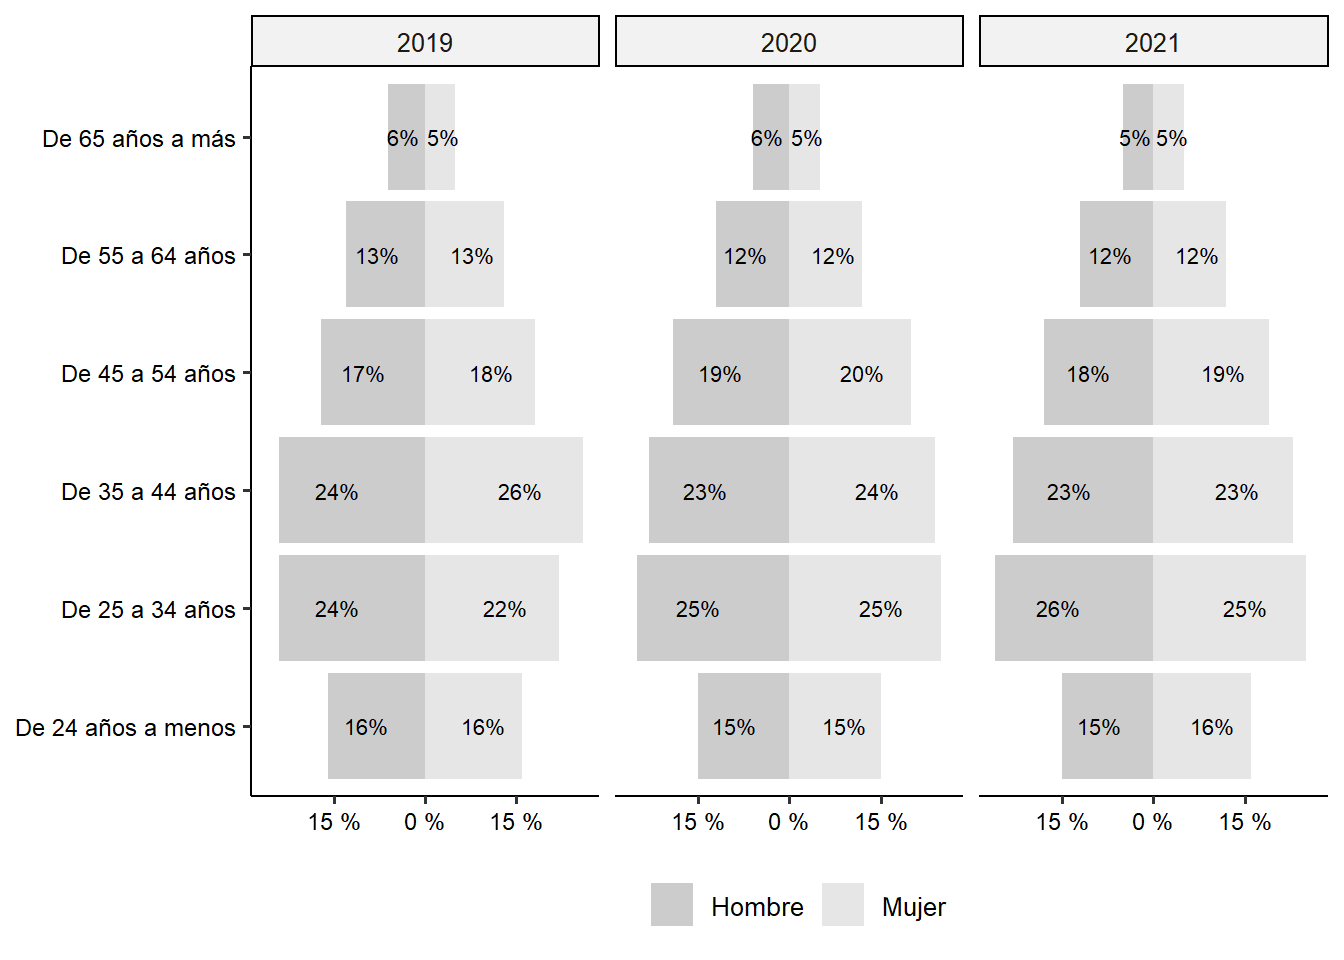 2019 2020 2021
De 65 años a más 6% 5% 6% 5% 5% 5%
De 55 a 64 años 13% 13% 12% 12% 12% 12%
De 45 a 54 años 17% 18% 19% 20% 18% 19%
De 35 a 44 años 24% 26% 23% 24% 23% 23%
De 25 a 34 años 24% 22% 25% 25% 26% 25%
De 24 años a menos 16% 16% 15% 15% 15% 16%
15 % 0 % 15 % 15 % 0 % 15 % 15 % 0 % 15 %
Hombre Mujer